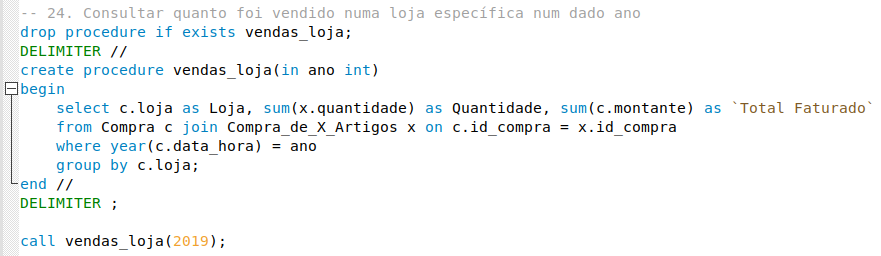 -- 24. Consultar quanto foi vendido numa loja específica num dado ano
drop procedure if exists vendas_loja;
DELIMITER //
create procedure vendas_loja(in ano int)
begin
    select c.loja as Loja, sum(x.quantidade) as Quantidade, sum(c.montante) as `Total Faturado`
    from Compra c join Compra_de_X_Artigos x on c.id_compra = x.id_compra
    where year(c.data_hora) = ano
    group by c.loja;
end //
DELIMITER ;
call vendas_loja(2019);